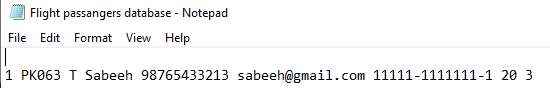 Flight passangers database - Notepad
File Edit Format View Help
1 PK063 T Sabeeh 98765433213 sabeeh@gmail.com 11111-1111111-1 20 3